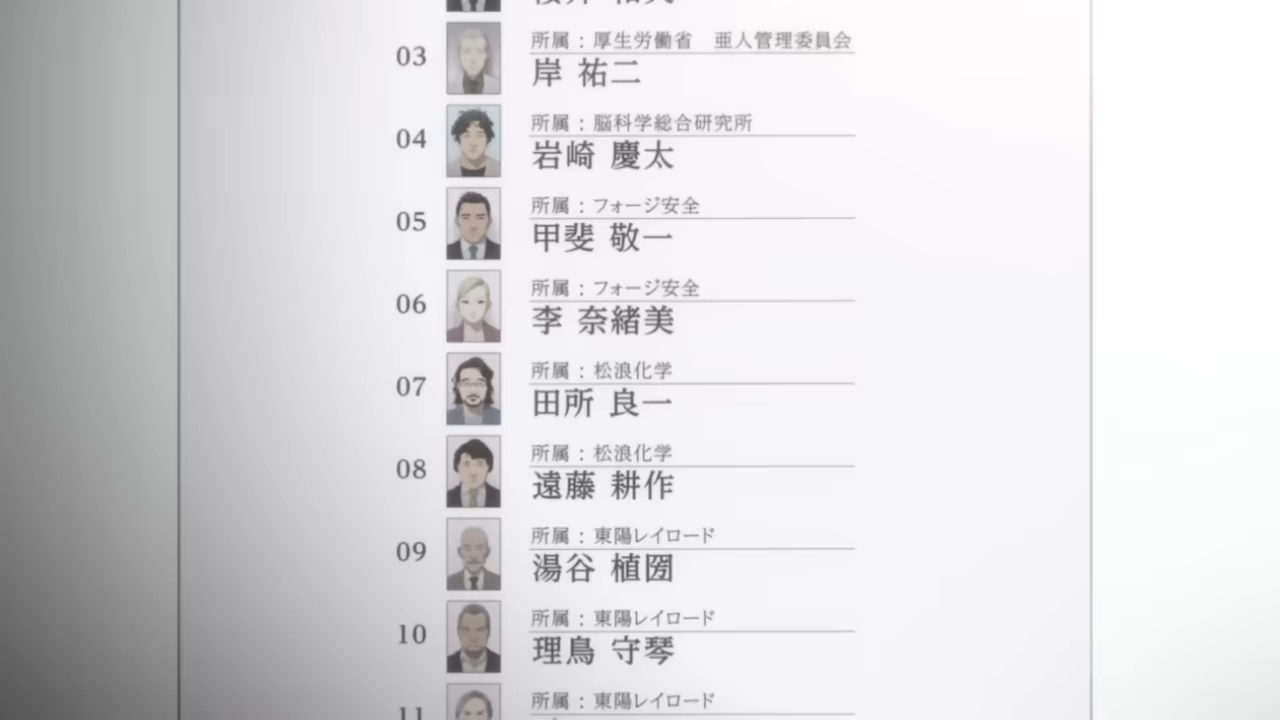 03
所属：厚生労働省　亜人管理委員会
岸 祐二
04
所属：脳科学総合研究所
岩崎 慶太
05
所属：フォージ安全
甲斐 敬一
06
所属：フォージ安全
李 奈緒美
07
所属：松浪化学
田所 良一
08
所属：松浪化学
遠藤 耕作
09
所属：東陽レイロード
湯谷 植圀
10
所属：東陽レイロード
理鳥 守琴
11
所属：東陽レイロード